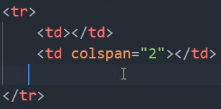 <tr>
    <td></td>
    <td colspan="2"></td>
</tr>